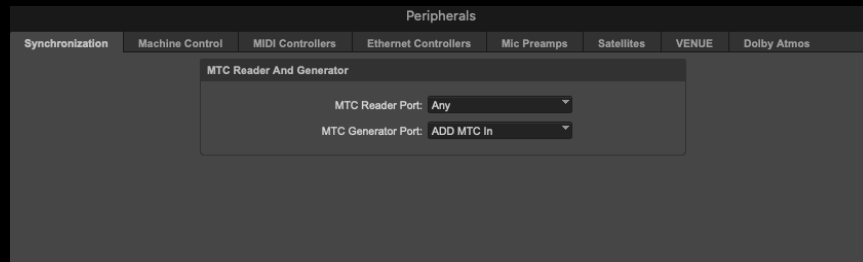 Peripherals
Synchronization Machine Control MIDI Controllers Ethernet Controllers Mic Preamps Satellites VENUE Dolby Atmos
MTC Reader And Generator
MTC Reader Port: Any
MTC Generator Port: ADD MTC In